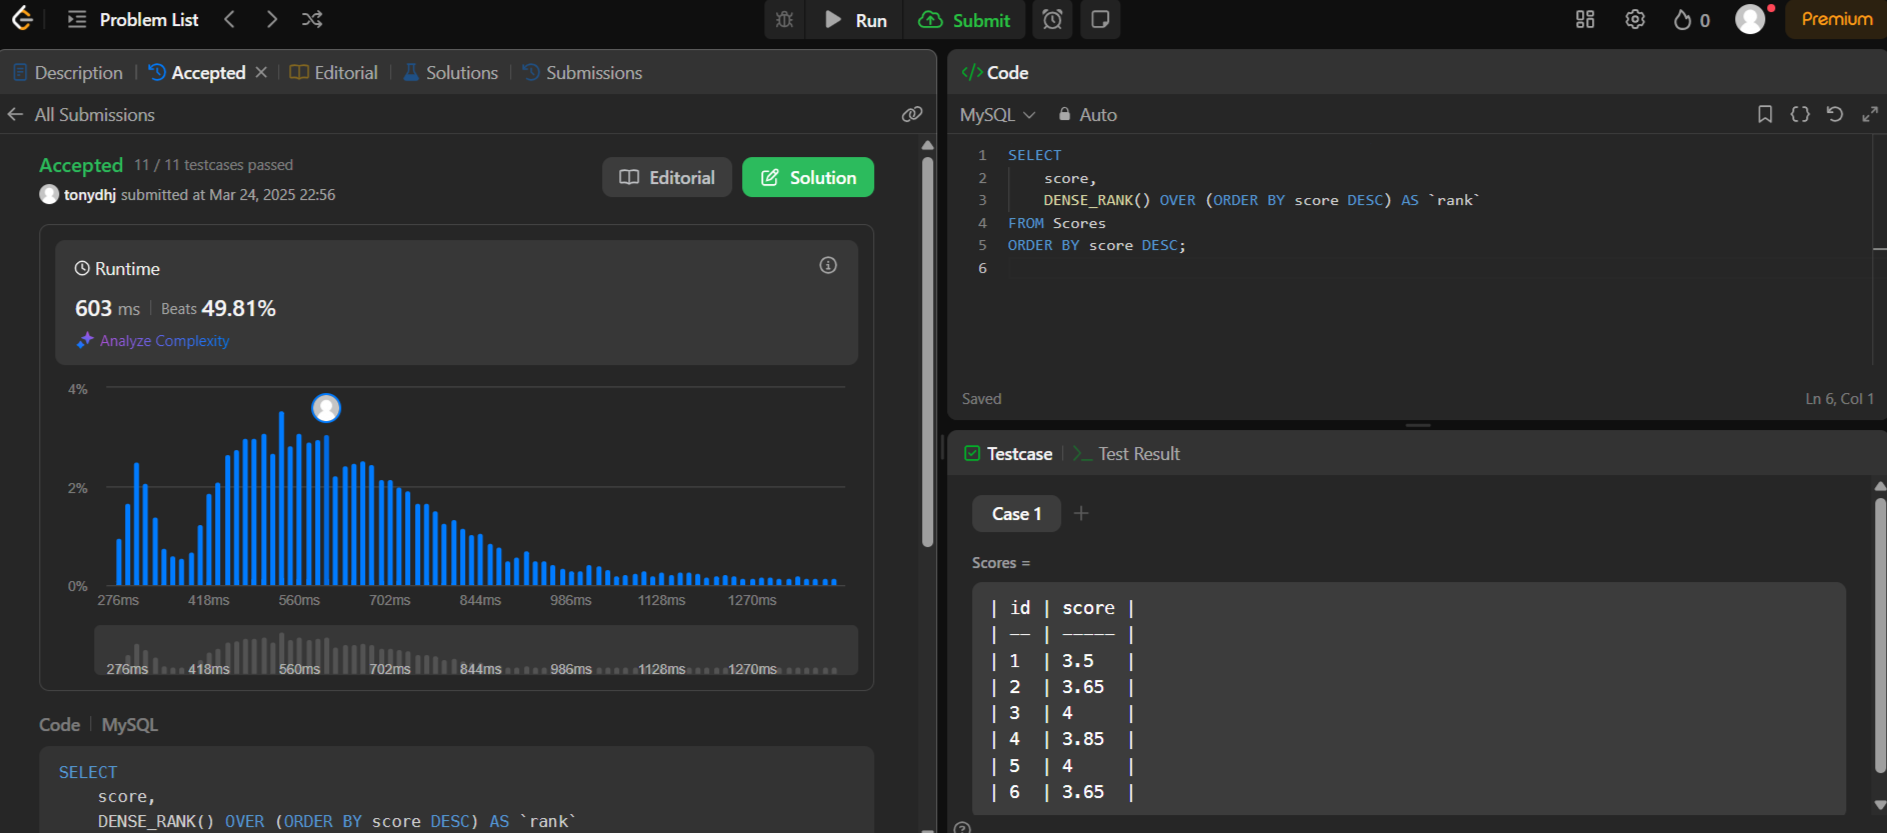 Problem List
Run
Submit
0
Premium
Description
Accepted
Editorial
Solutions
Submissions
All Submissions
Accepted 11 / 11 testcases passed
tonydhj submitted at Mar 24, 2025 22:56
Editorial
Solution
Runtime
603 ms | Beats 49.81%
Analyze Complexity
4%
2%
0%
276ms 418ms 560ms 702ms 844ms 986ms 1128ms 1270ms
276ms 418ms 560ms 702ms 844ms 986ms 1128ms 1270ms
Code | MySQL
SELECT
score,
DENSE_RANK() OVER (ORDER BY score DESC) AS `rank`
</> Code
MySQL
Auto
1 SELECT
2 score,
3 DENSE_RANK() OVER (ORDER BY score DESC) AS `rank`
4 FROM Scores
5 ORDER BY score DESC;
6
Saved
Ln 6, Col 1
Testcase
>_ Test Result
Case 1
+
Scores =
| id | score |
| -- | ----- |
| 1 | 3.5 |
| 2 | 3.65 |
| 3 | 4 |
| 4 | 3.85 |
| 5 | 4 |
| 6 | 3.65 |